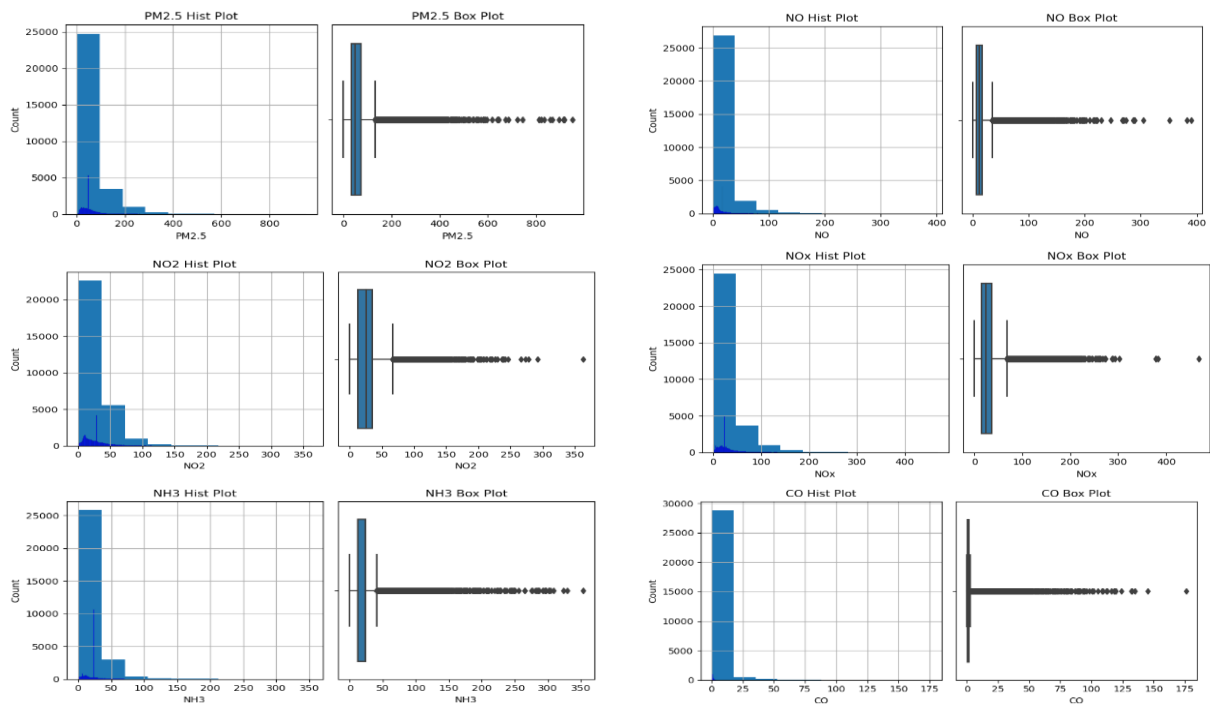 PM2.5 Hist Plot
Count
25000
20000
15000
10000
5000
0
0 200 400 600 800
PM2.5
PM2.5 Box Plot
0 200 400 600 800
PM2.5
NO Hist Plot
Count
25000
20000
15000
10000
5000
0
0 100 200 300 400
NO
NO Box Plot
0 100 200 300 400
NO
NO2 Hist Plot
Count
20000
15000
10000
5000
0
0 50 100 150 200 250 300 350
NO2
NO2 Box Plot
0 50 100 150 200 250 300 350
NO2
NOx Hist Plot
Count
25000
20000
15000
10000
5000
0
0 100 200 300 400
NOx
NOx Box Plot
0 100 200 300 400
NOx
NH3 Hist Plot
Count
25000
20000
15000
10000
5000
0
0 50 100 150 200 250 300 350
NH3
NH3 Box Plot
0 50 100 150 200 250 300 350
NH3
CO Hist Plot
Count
30000
25000
20000
15000
10000
5000
0
0 25 50 75 100 125 150 175
CO
CO Box Plot
0 25 50 75 100 125 150 175
CO